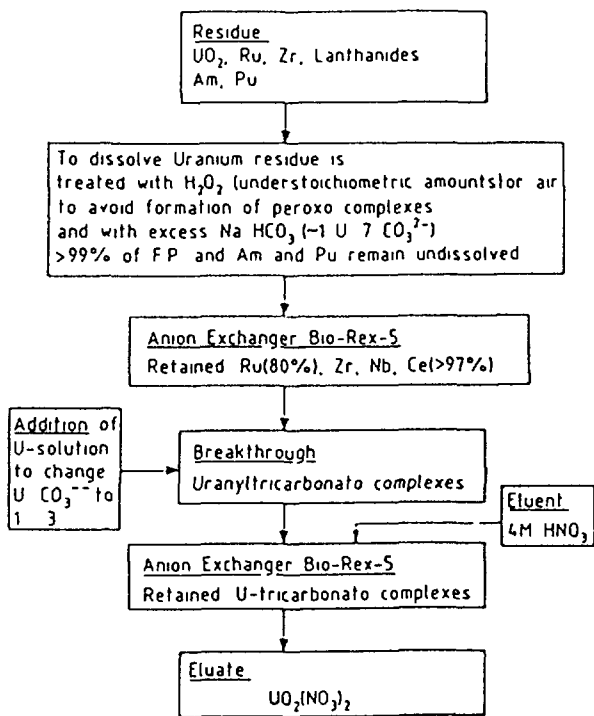 Residue
UO₂, Ru, Zr, Lanthanides
Am, Pu
To dissolve Uranium residue is
treated with H₂O₂ (understoichiometric amounts)or air
to avoid formation of peroxo complexes
and with excess Na HCO₃ (~1 U 7 CO₃²⁻)
>99% of F P and Am and Pu remain undissolved
Anion Exchanger Bio-Rex-5
Retained Ru(80%), Zr, Nb, Ce(>97%)
Addition of
U-solution
to change
U CO₃⁻⁻ to
1 3
Breakthrough
Uranyltricarbonato complexes
Eluent
4M HNO₃
Anion Exchanger Bio-Rex-5
Retained U-tricarbonato complexes
Eluate
UO₂(NO₃)₂